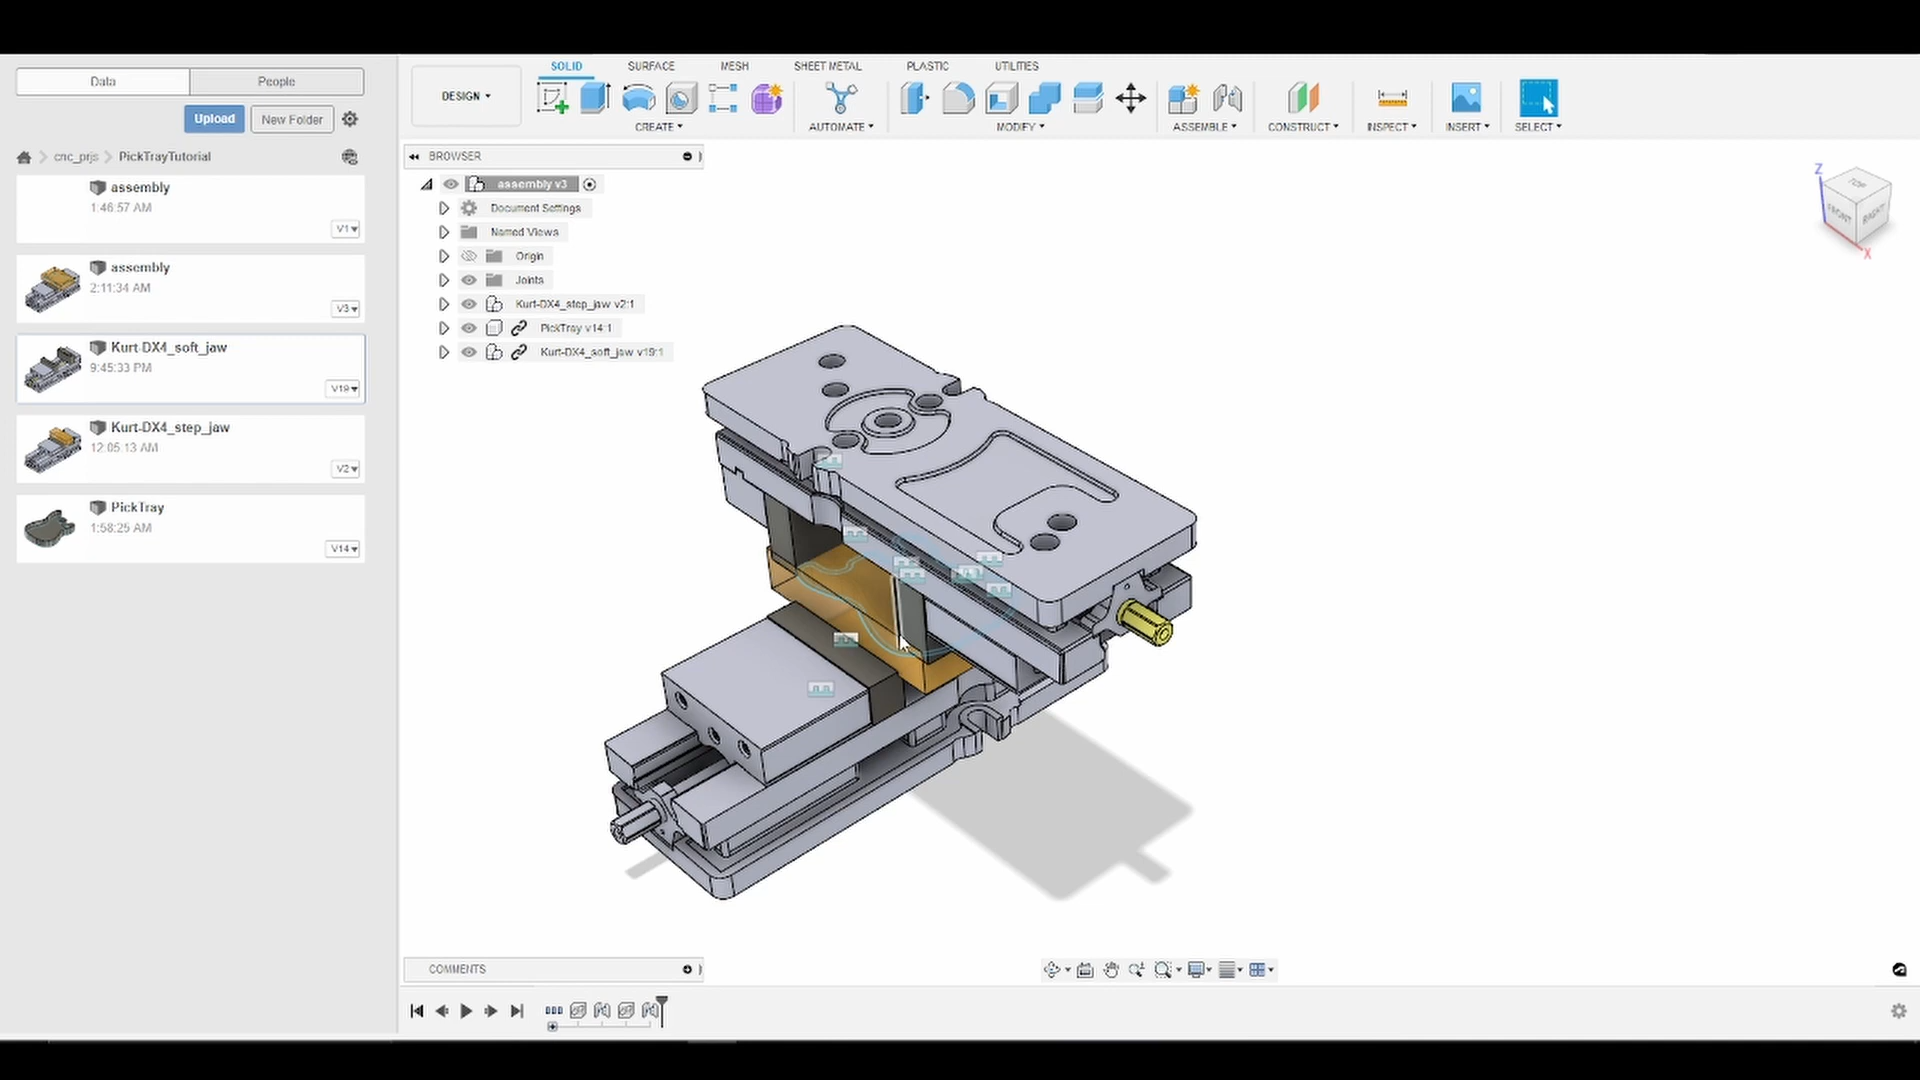 Data
People
Upload
New Folder
cnc_prjs
PickTrayTutorial
assembly
1:46:57 AM
V1
assembly
2:11:34 AM
V3
Kurt-DX4_soft_jaw
9:45:33 PM
V19
Kurt-DX4_step_jaw
12:05:13 AM
V2
PickTray
1:58:25 AM
V14
DESIGN
SOLID SURFACE MESH SHEET METAL PLASTIC UTILITIES
CREATE AUTOMATE MODIFY ASSEMBLE CONSTRUCT INSPECT INSERT SELECT
BROWSER
assembly v3
Document Settings
Named Views
Origin
Joints
Kurt-DX4_step_jaw v2:1
PickTray v14:1
Kurt-DX4_soft_jaw v19:1
Z
TOP
FRONT
RIGHT
X
COMMENTS